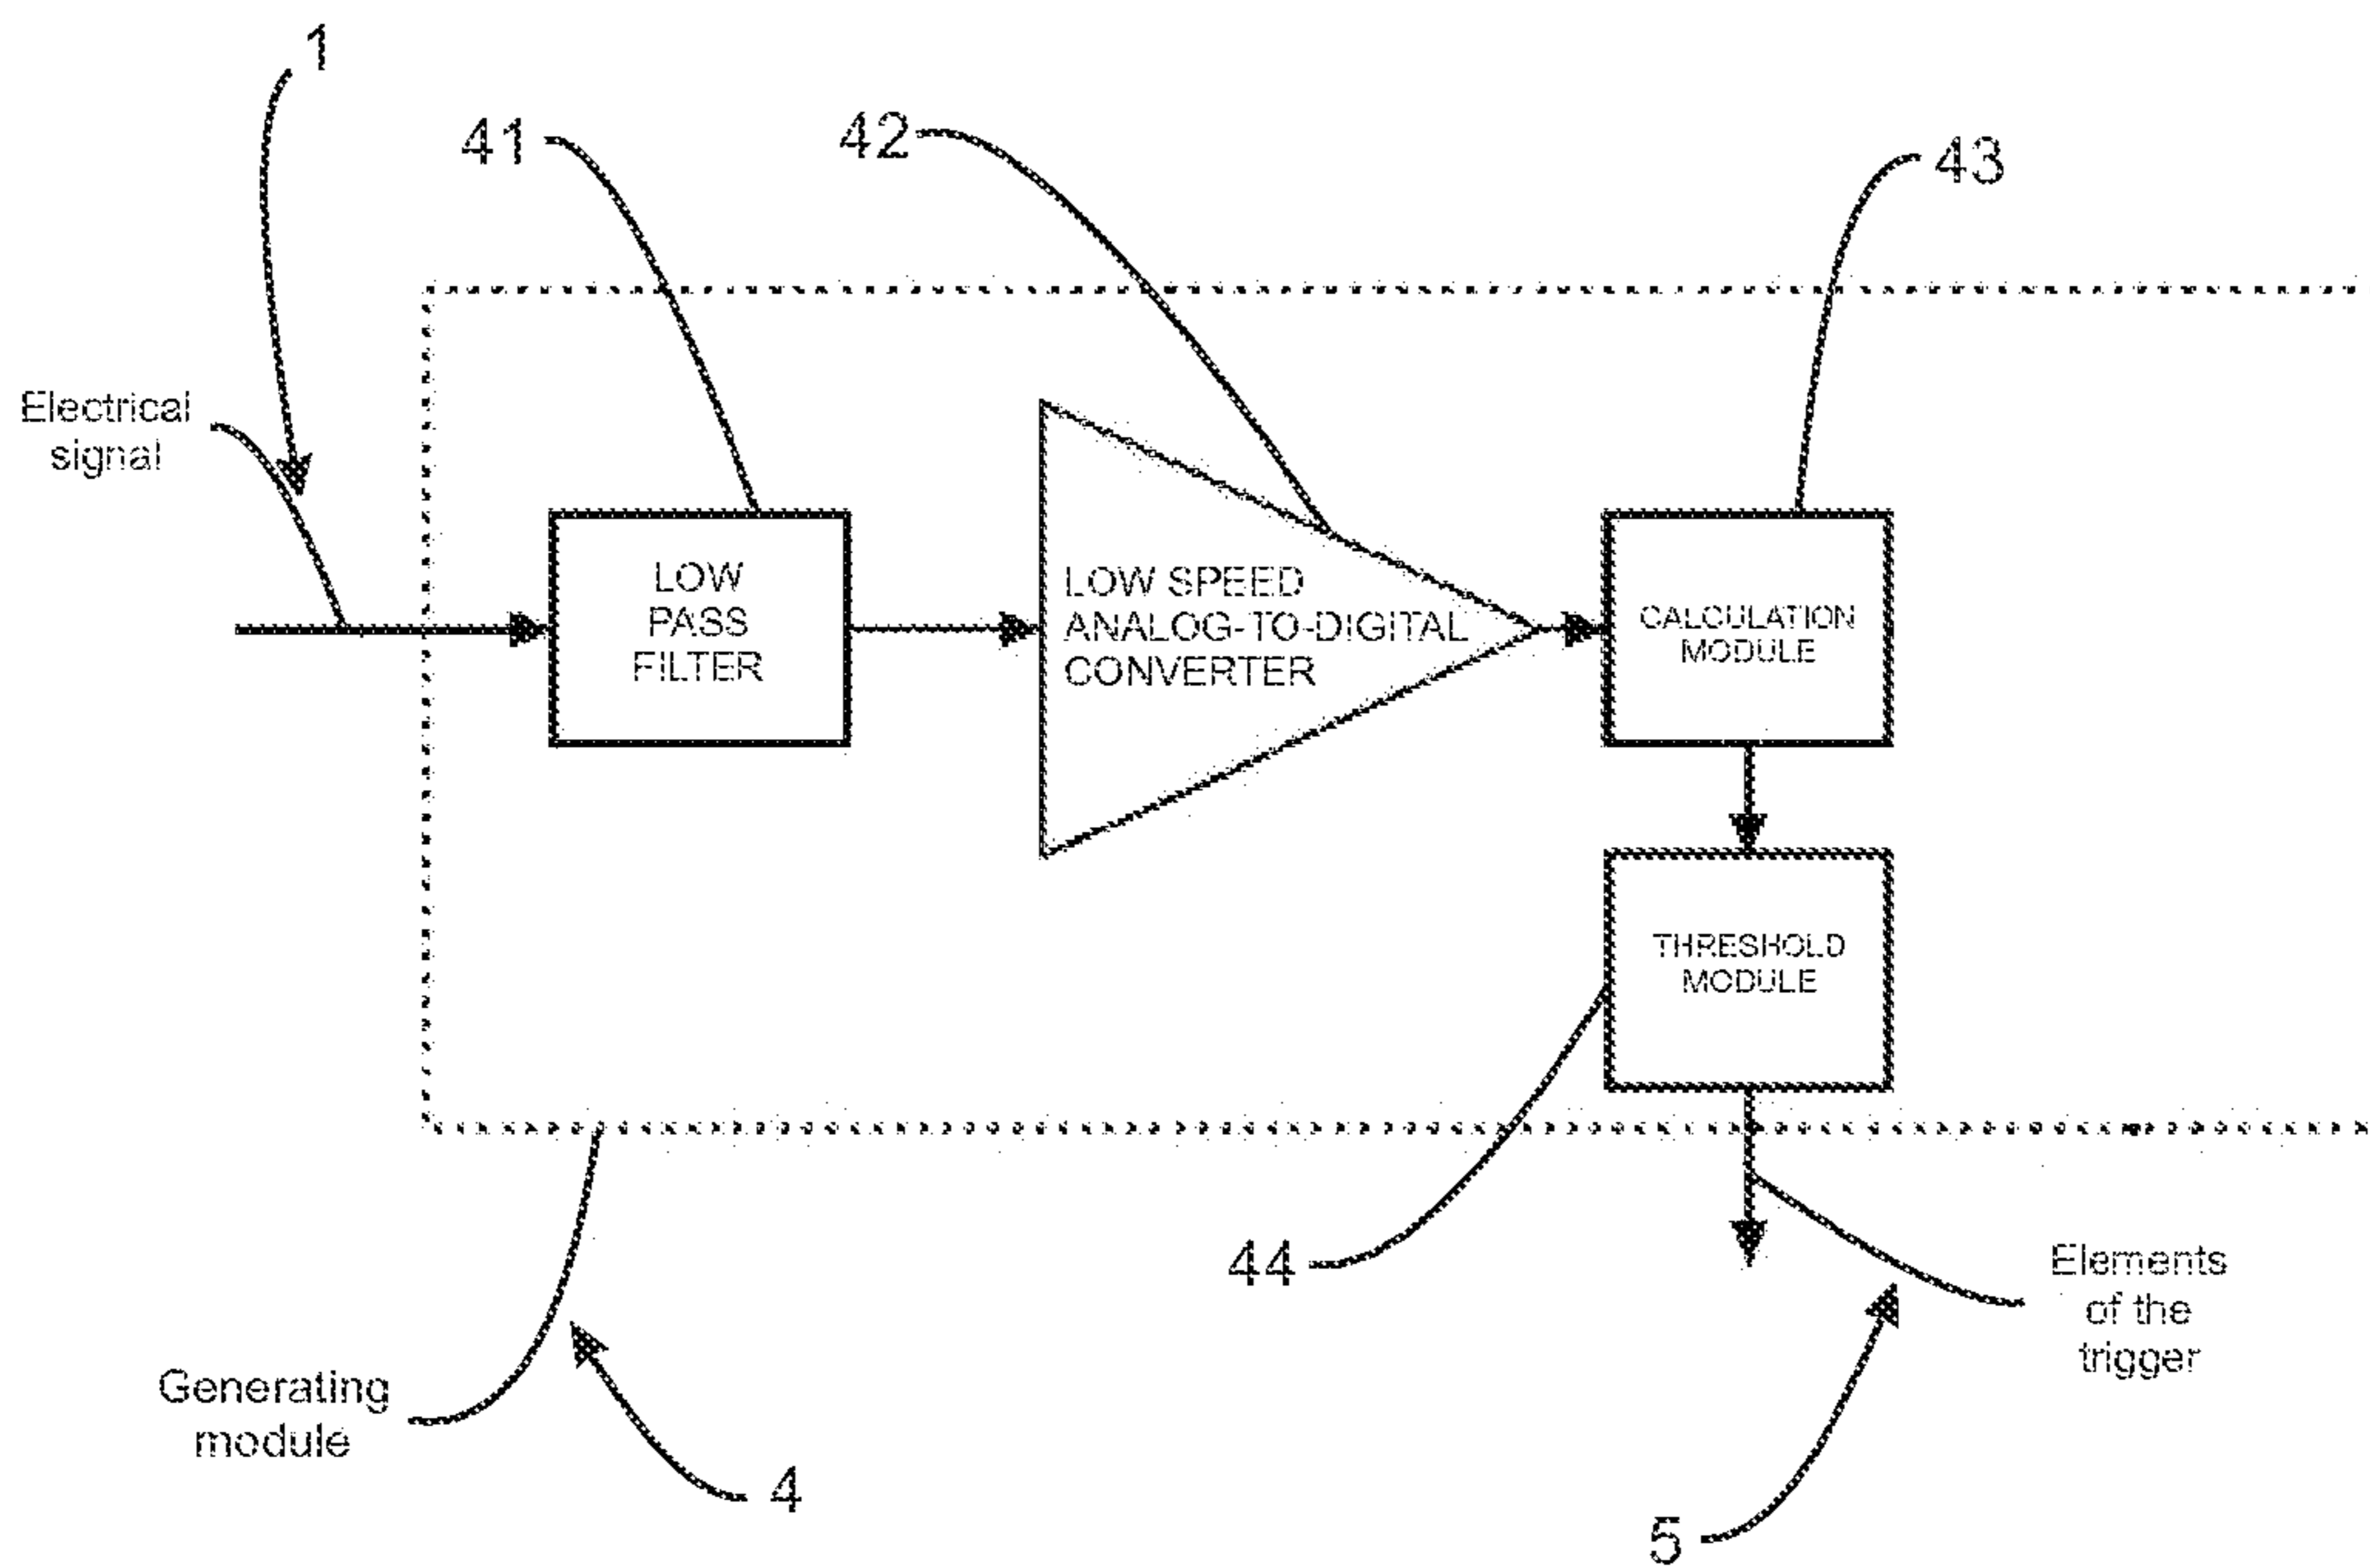 1
41
42
43
Electrical
signal
LOW
PASS
FILTER
LOW SPEED
ANALOG-TO-DIGITAL
CONVERTER
CALCULATION
MODULE
THRESHOLD
MODULE
44
Elements
of the
trigger
Generating
module
4
5